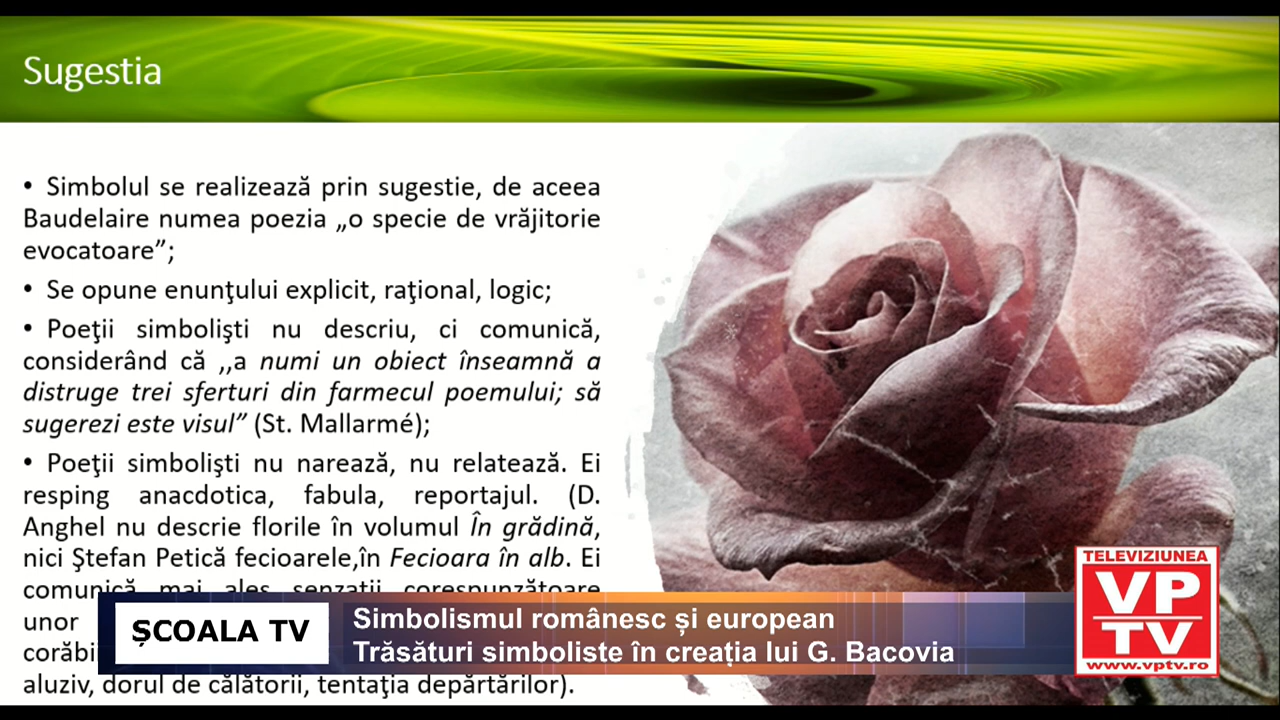 Sugestia
• Simbolul se realizează prin sugestie, de aceea
Baudelaire numea poezia „o specie de vrăjitorie
evocatoare”;
• Se opune enunţului explicit, raţional, logic;
• Poeţii simbolişti nu descriu, ci comunică,
considerând că ,,a numi un obiect înseamnă a
distruge trei sferturi din farmecul poemului; să
sugerezi este visul” (St. Mallarmé);
• Poeţii simbolişti nu narează, nu relatează. Ei
resping anacdotica, fabula, reportajul. (D.
Anghel nu descrie florile în volumul În grădină,
nici Ştefan Petică fecioarele,în Fecioara în alb. Ei
comunică mai ales senzaţii corespunzătoare
unor
aluziv, dorul de călătorii, tentaţia depărtărilor).
ȘCOALA TV
Simbolismul românesc și european
Trăsături simboliste în creația lui G. Bacovia
TELEVIZIUNEA
VP
TV
www.vptv.ro